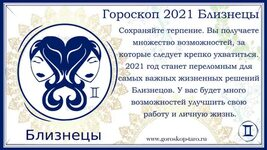 Гороскоп 2021 Близнецы
Сохраняйте терпение. Вы получаете
множество возможностей, за
которые следует крепко ухватиться.
2021 год станет переломным для
самых важных жизненных решений
Близнецов. У вас будет много
возможностей улучшить свою
работу и личную жизнь.
Близнецы
www.goroskop-taro.ru